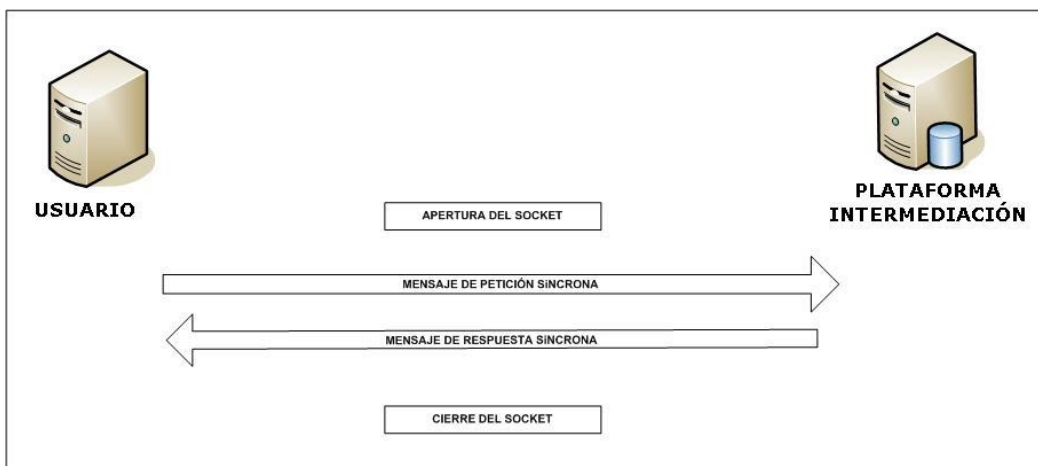 USUARIO
PLATAFORMA
INTERMEDIACIÓN
APERTURA DEL SOCKET
MENSAJE DE PETICIÓN SíNCRONA
MENSAJE DE RESPUESTA SíNCRONA
CIERRE DEL SOCKET